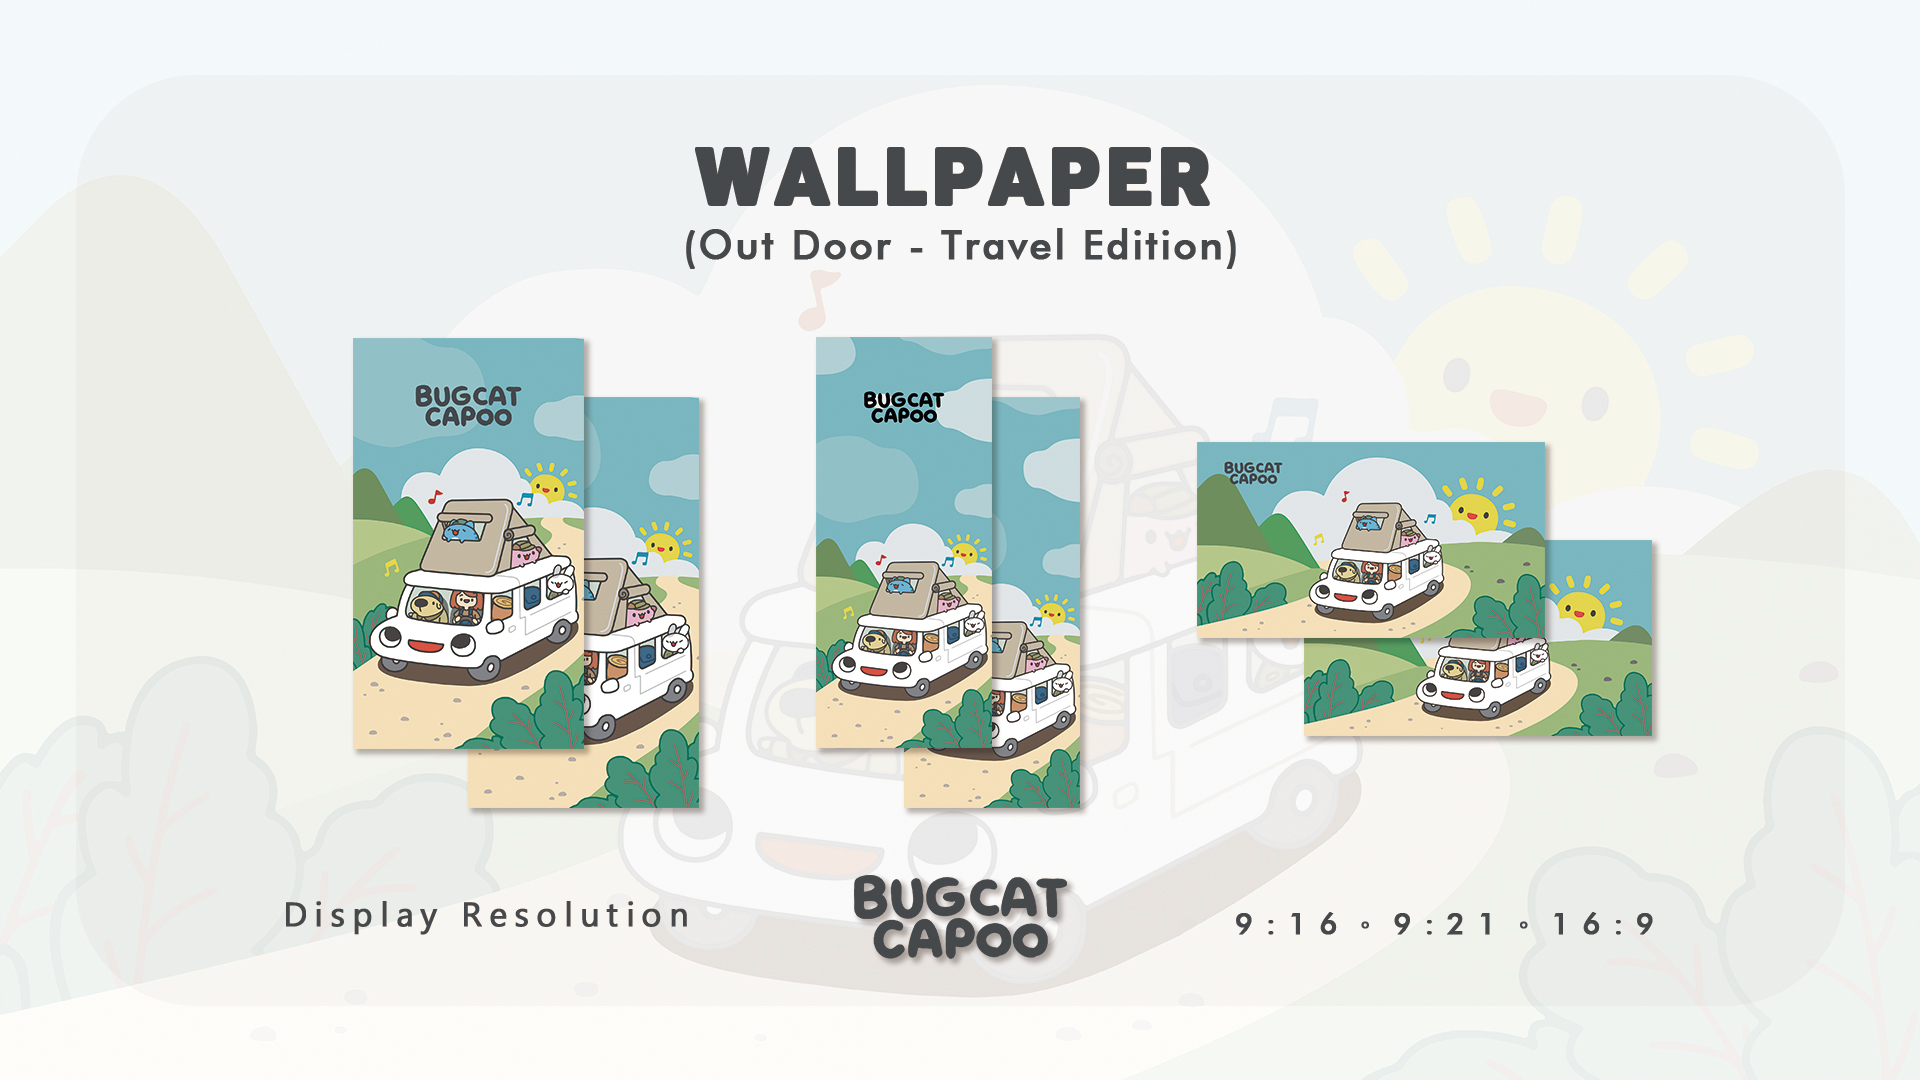 WALLPAPER
(Out Door - Travel Edition)
BUGCAT
CAPOO
BUGCAT
CAPOO
BUGCAT
CAPOO
Display Resolution
BUGCAT
CAPOO
9:16 ∘ 9:21 ∘ 16:9